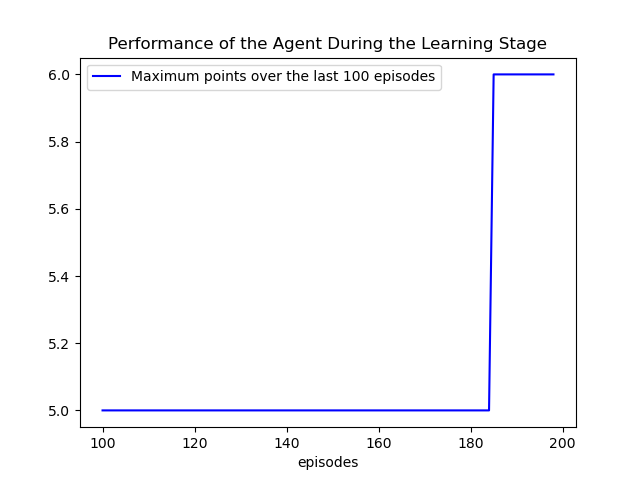 Performance of the Agent During the Learning Stage
Maximum points over the last 100 episodes
6.0
5.8
5.6
5.4
5.2
5.0
100 120 140 160 180 200
episodes